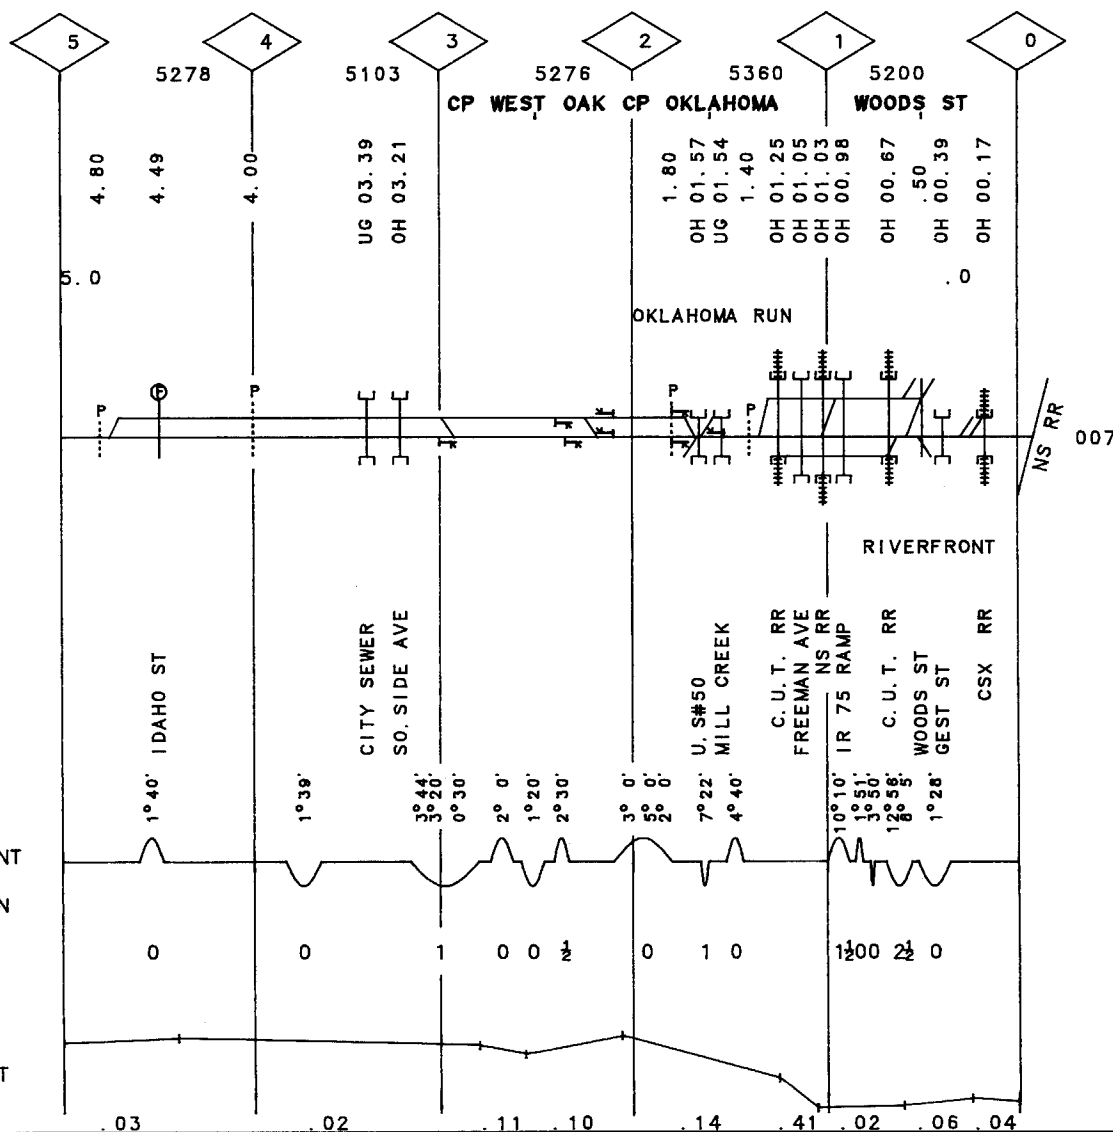 5 4 3 2 1 0
5278 5103 5276 5360 5200
CP WEST OAK CP OKLAHOMA WOODS ST
4.80
4.49
4.00
UG 03.39
OH 03.21
1.80
OH 01.57
UG 01.54
1.40
OH 01.25
OH 01.05
OH 01.03
OH 00.98
OH 00.67
.50
OH 00.39
OH 00.17
5.0 .0
OKLAHOMA RUN
P F P P P
007
NS RR
RIVERFRONT
IDAHO ST
CITY SEWER
SO. SIDE AVE
U. S#50
MILL CREEK
C. U. T. RR
FREEMAN AVE
NS RR
IR 75 RAMP
C. U. T. RR
WOODS ST
GEST ST
CSX RR
1° 40'
1° 39'
3° 44'
3° 20'
0° 30'
2° 0'
1° 20'
2° 30'
3° 0'
5° 0'
2° 0'
7° 22'
4° 40'
10° 10'
1° 51'
3° 50'
12° 56'
8° 5'
1° 28'
NT
N
0 0 1 0 0 ½ 0 1 0 1½ 0 0 2½ 0
T
.03 .02 .11 .10 .14 .41 .02 .06 .04